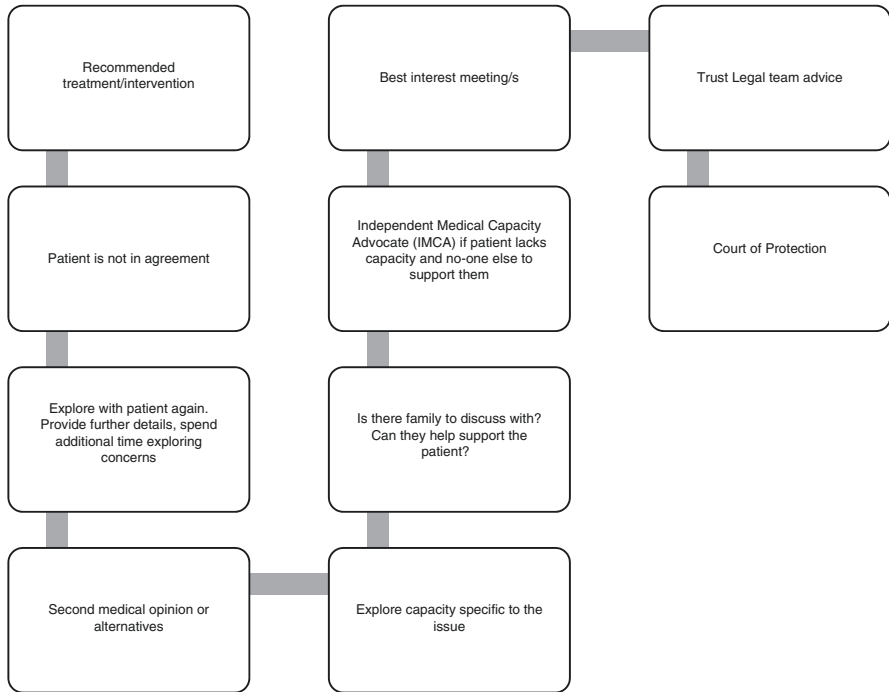 Recommended
treatment/intervention
Patient is not in agreement
Explore with patient again.
Provide further details, spend
additional time exploring
concerns
Second medical opinion or
alternatives
Explore capacity specific to the
issue
Is there family to discuss with?
Can they help support the
patient?
Independent Medical Capacity
Advocate (IMCA) if patient lacks
capacity and no-one else to
support them
Best interest meeting/s
Trust Legal team advice
Court of Protection